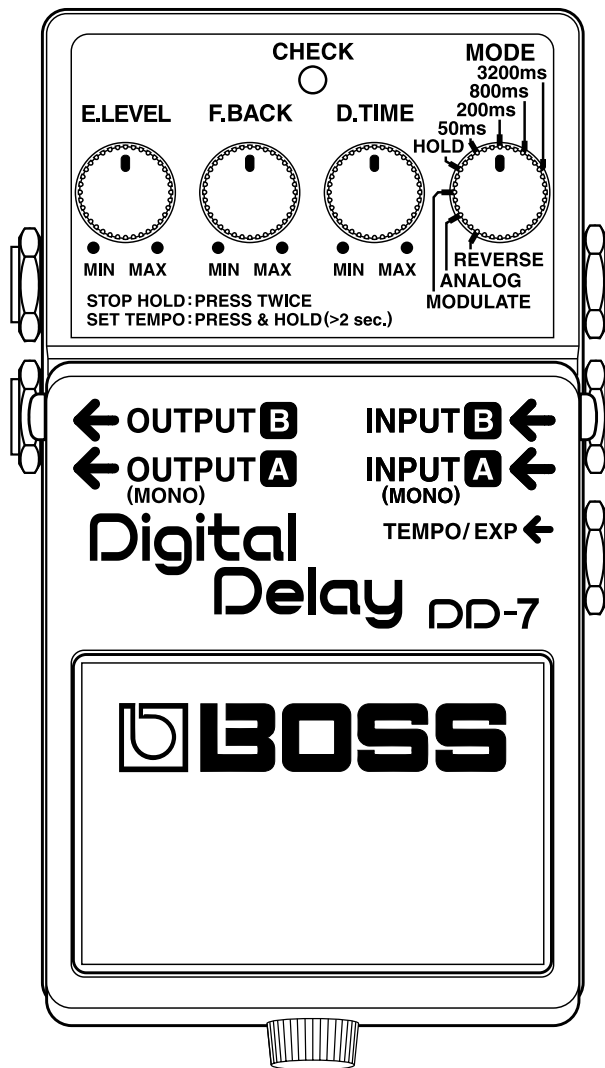 CHECK
MODE
3200ms
800ms
200ms
50ms
HOLD
E.LEVEL F.BACK D.TIME
MIN MAX MIN MAX MIN MAX
REVERSE
ANALOG
MODULATE
STOP HOLD:PRESS TWICE
SET TEMPO:PRESS & HOLD(>2 sec.)
OUTPUT B INPUT B
OUTPUT A INPUT A
(MONO) (MONO)
TEMPO/EXP
Digital
Delay DD-7
BOSS